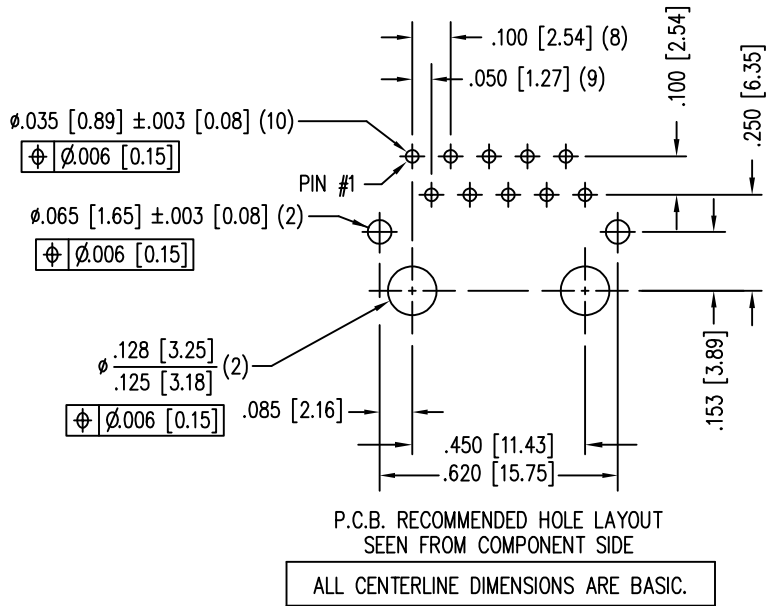 .100 [2.54] (8)
.050 [1.27] (9)
.100 [2.54]
.250 [6.35]
ø.035 [0.89] ±.003 [0.08] (10)
⌖ Ø.006 [0.15]
PIN #1
ø.065 [1.65] ±.003 [0.08] (2)
⌖ Ø.006 [0.15]
ø .128 [3.25]
.125 [3.18] (2)
⌖ Ø.006 [0.15]
.085 [2.16]
.153 [3.89]
.450 [11.43]
.620 [15.75]
P.C.B. RECOMMENDED HOLE LAYOUT
SEEN FROM COMPONENT SIDE
ALL CENTERLINE DIMENSIONS ARE BASIC.